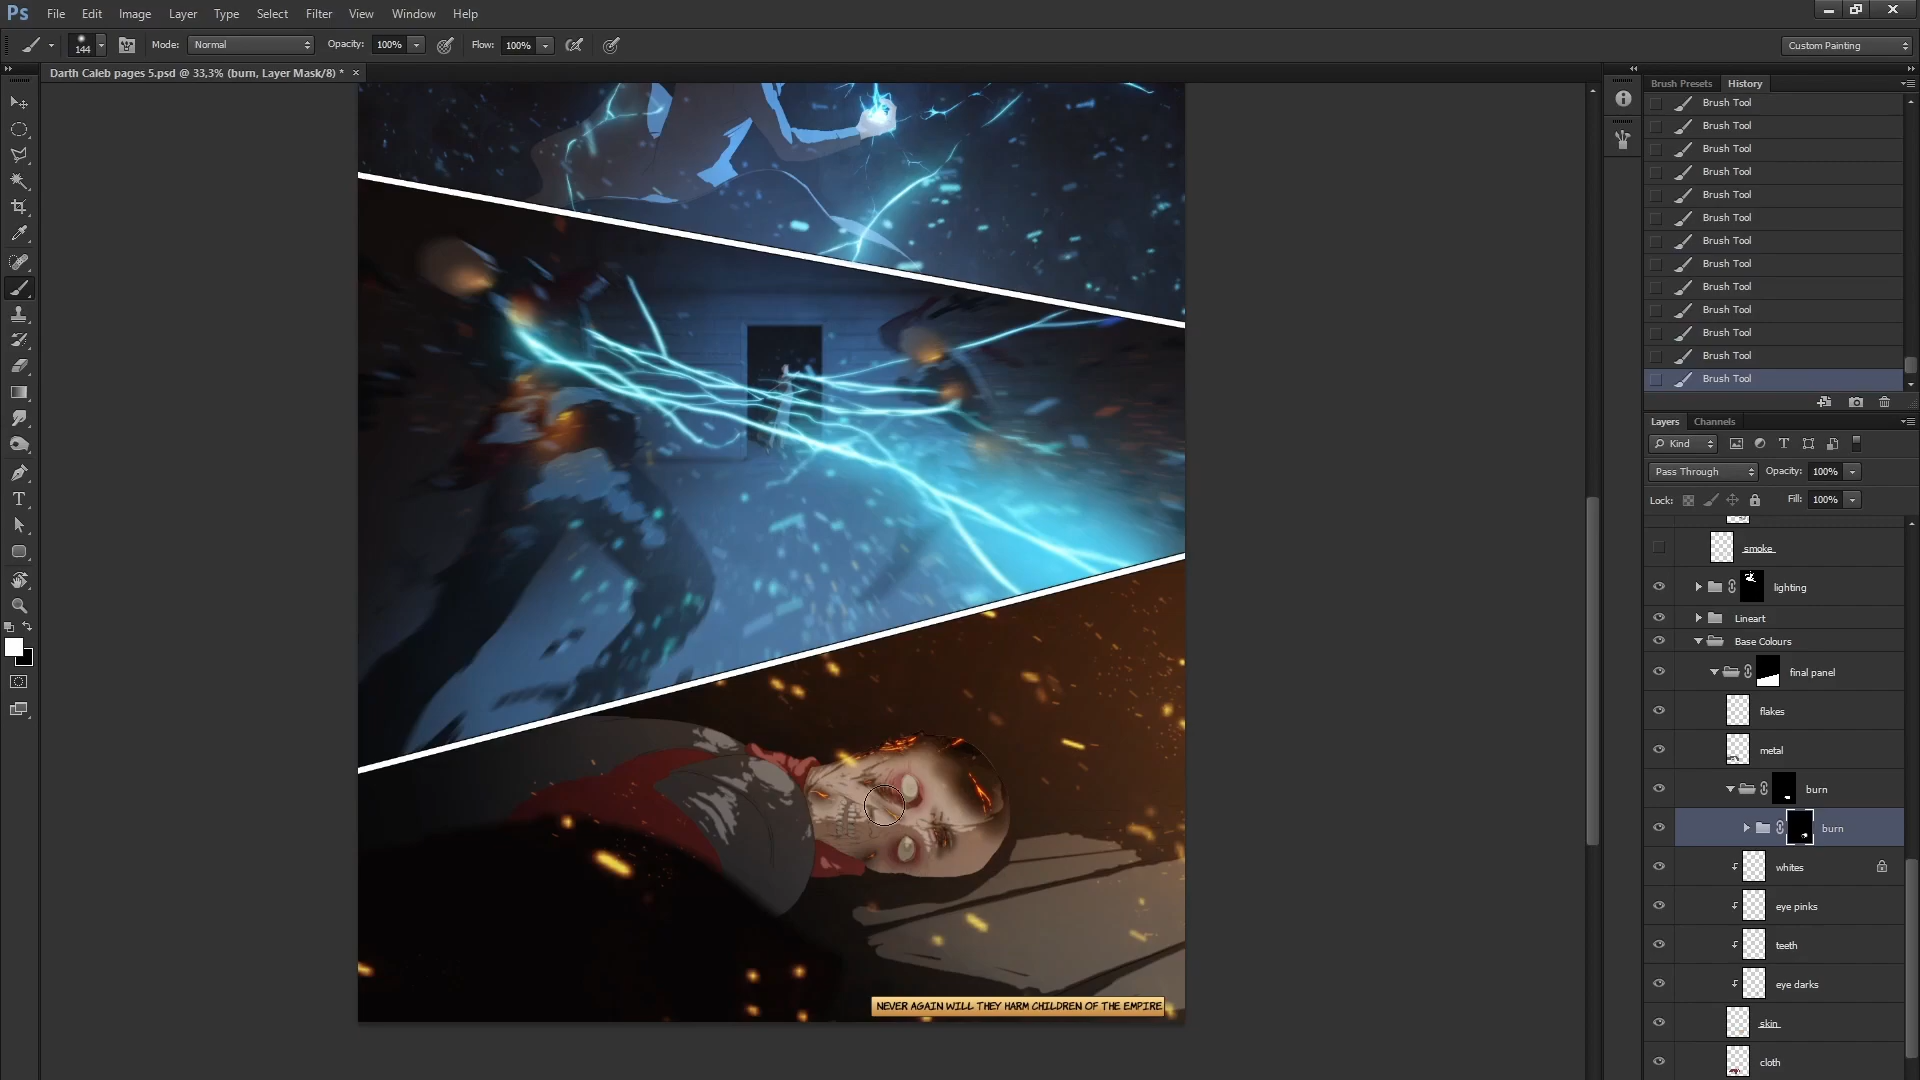 Ps File Edit Image Layer Type Select Filter View Window Help
144 Mode: Normal Opacity: 100% Flow: 100% Custom Painting
Darth Caleb pages 5.psd @ 33,3% (burn, Layer Mask/8) *
Brush Presets History
Brush Tool
Brush Tool
Brush Tool
Brush Tool
Brush Tool
Brush Tool
Brush Tool
Brush Tool
Brush Tool
Brush Tool
Brush Tool
Brush Tool
Brush Tool
Layers Channels
Kind
Pass Through Opacity: 100%
Lock: Fill: 100%
smoke
lighting
Lineart
Base Colours
final panel
flakes
metal
burn
burn
whites
eye pinks
teeth
eye darks
skin
cloth
NEVER AGAIN WILL THEY HARM CHILDREN OF THE EMPIRE